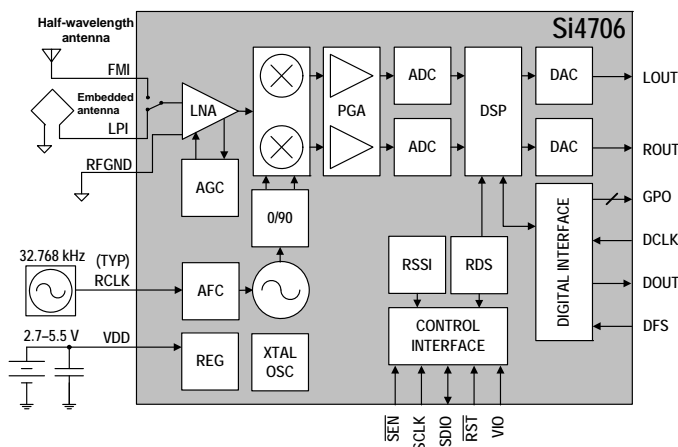 Si4706
Half-wavelength
antenna
FMI
Embedded
antenna
LPI
RFGND
LNA
AGC
0/90
PGA
ADC
ADC
DSP
DAC
DAC
LOUT
ROUT
GPO
DCLK
DOUT
DFS
DIGITAL INTERFACE
32.768 kHz (TYP)
RCLK
AFC
RSSI
RDS
2.7–5.5 V
VDD
REG
XTAL
OSC
CONTROL
INTERFACE
SEN
SCLK
SDIO
RST
VIO